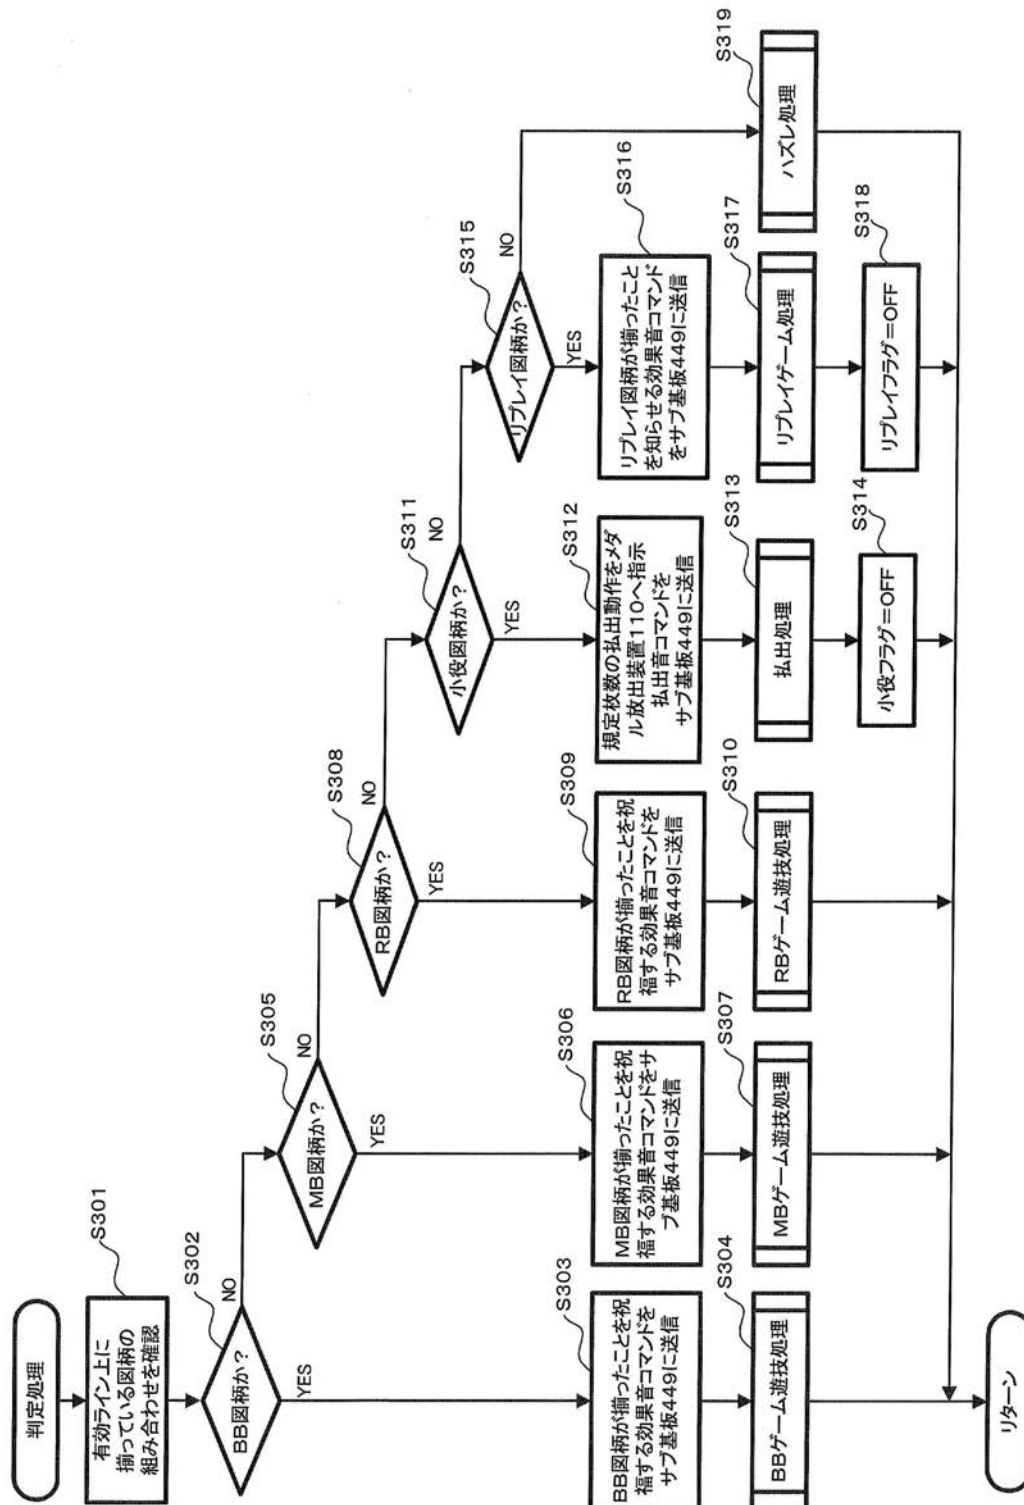 判定処理
S301
有効ライン上に
揃っている図柄の
組み合わせを確認
S302
BB図柄か？
NO
YES
S303
BB図柄が揃ったことを祝
福する効果音コマンドを
サブ基板449に送信
S304
BBゲーム遊技処理
S305
MB図柄か？
NO
YES
S306
MB図柄が揃ったことを祝
福する効果音コマンドをサ
ブ基板449に送信
S307
MBゲーム遊技処理
S308
RB図柄か？
NO
YES
S309
RB図柄が揃ったことを祝
福する効果音コマンドを
サブ基板449に送信
S310
RBゲーム遊技処理
S311
小役図柄か？
NO
YES
S312
規定枚数の払出動作をメダ
ル放出装置110へ指示
払出音コマンドを
サブ基板449に送信
S313
払出処理
S314
小役フラグ=OFF
S315
リプレイ図柄か？
NO
YES
S316
リプレイ図柄が揃ったこと
を知らせる効果音コマンド
をサブ基板449に送信
S317
リプレイゲーム処理
S318
リプレイフラグ=OFF
S319
ハズレ処理
リターン